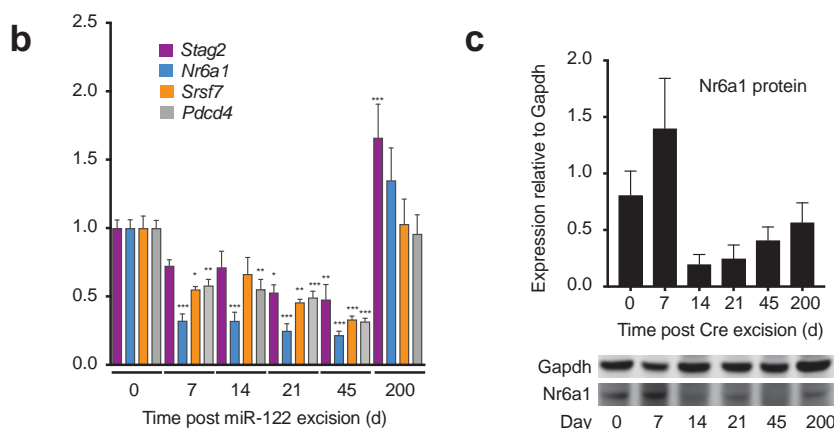 b
2.5
2.0
1.5
1.0
0.5
0.0
Stag2
Nr6a1
Srsf7
Pdcd4
*** * **
*** **
* *** ** ***
** *** *** ***
***
0 7 14 21 45 200
Time post miR-122 excision (d)
c
Nr6a1 protein
Expression relative to Gapdh
2.0
1.5
1.0
0.5
0.0
0 7 14 21 45 200
Time post Cre excision (d)
Gapdh
Nr6a1
Day 0 7 14 21 45 200